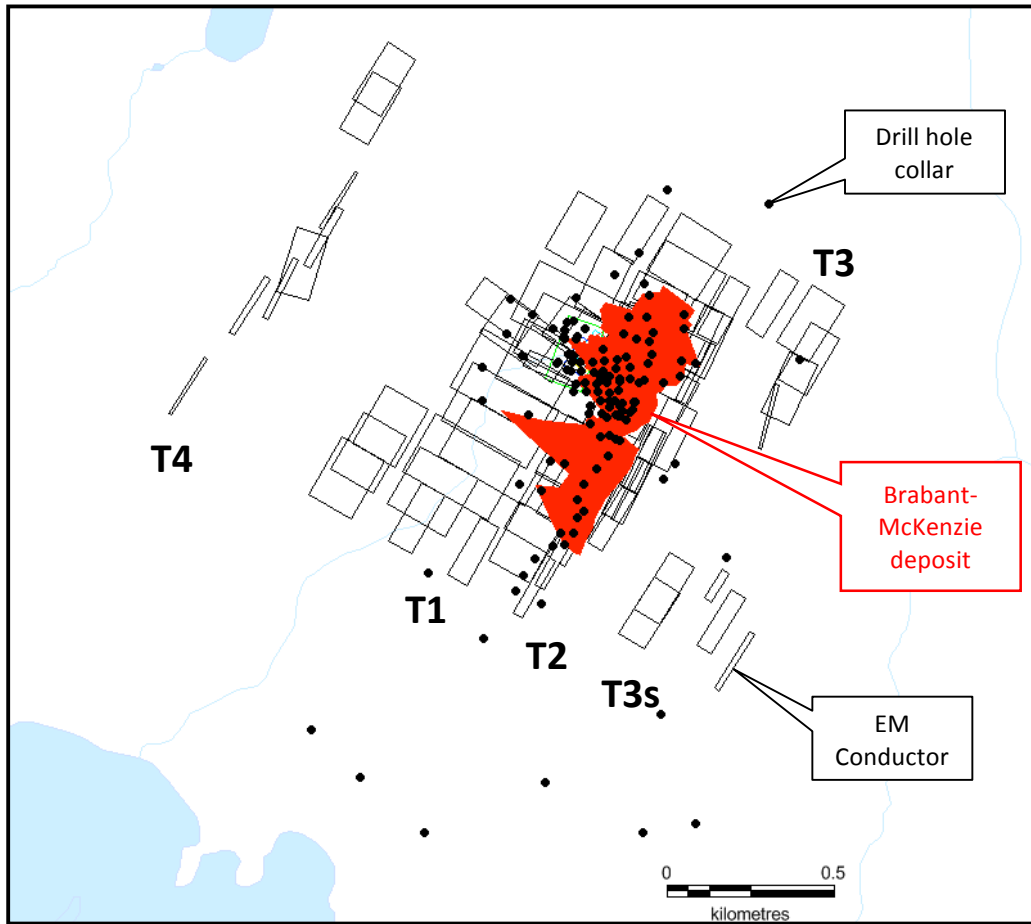 Drill hole
collar
T3
T4
Brabant-
McKenzie
deposit
T1
T2
T3s
EM
Conductor
0 0.5
kilometres